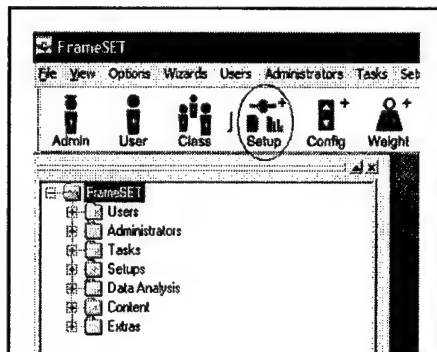 FrameSET
File View Options Wizards Users Administrators Tasks Set
Admin User Class Setup Config Weight
FrameSET
Users
Administrators
Tasks
Setups
Data Analysis
Content
Extras